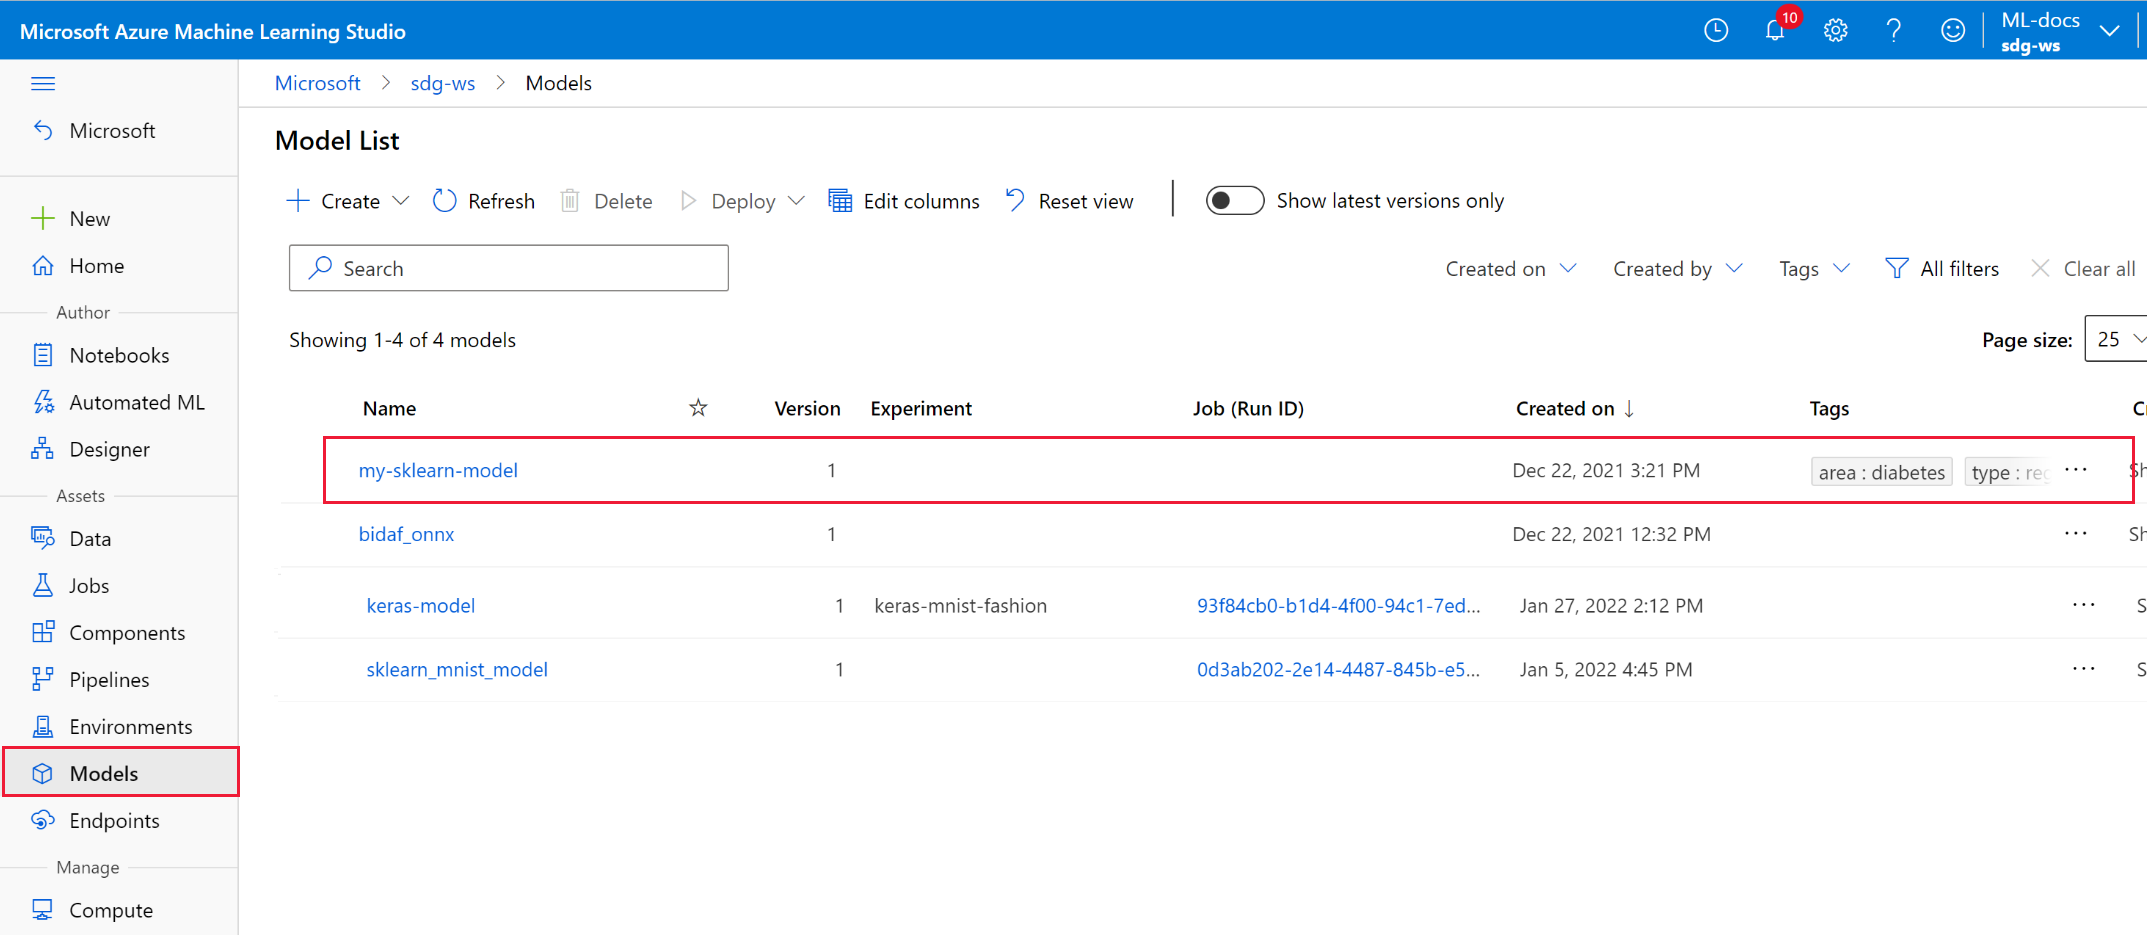 Microsoft Azure Machine Learning Studio
10
ML-docs
sdg-ws
Microsoft
New
Home
Author
Notebooks
Automated ML
Designer
Assets
Data
Jobs
Components
Pipelines
Environments
Models
Endpoints
Manage
Compute
Microsoft > sdg-ws > Models
Model List
Create Refresh Delete Deploy Edit columns Reset view Show latest versions only
Search Created on Created by Tags All filters Clear all
Showing 1-4 of 4 models Page size: 25
Name Version Experiment Job (Run ID) Created on ↓ Tags
my-sklearn-model 1 Dec 22, 2021 3:21 PM area : diabetes type : reg ...
bidaf_onnx 1 Dec 22, 2021 12:32 PM ...
keras-model 1 keras-mnist-fashion 93f84cb0-b1d4-4f00-94c1-7ed... Jan 27, 2022 2:12 PM ...
sklearn_mnist_model 1 0d3ab202-2e14-4487-845b-e5... Jan 5, 2022 4:45 PM ...